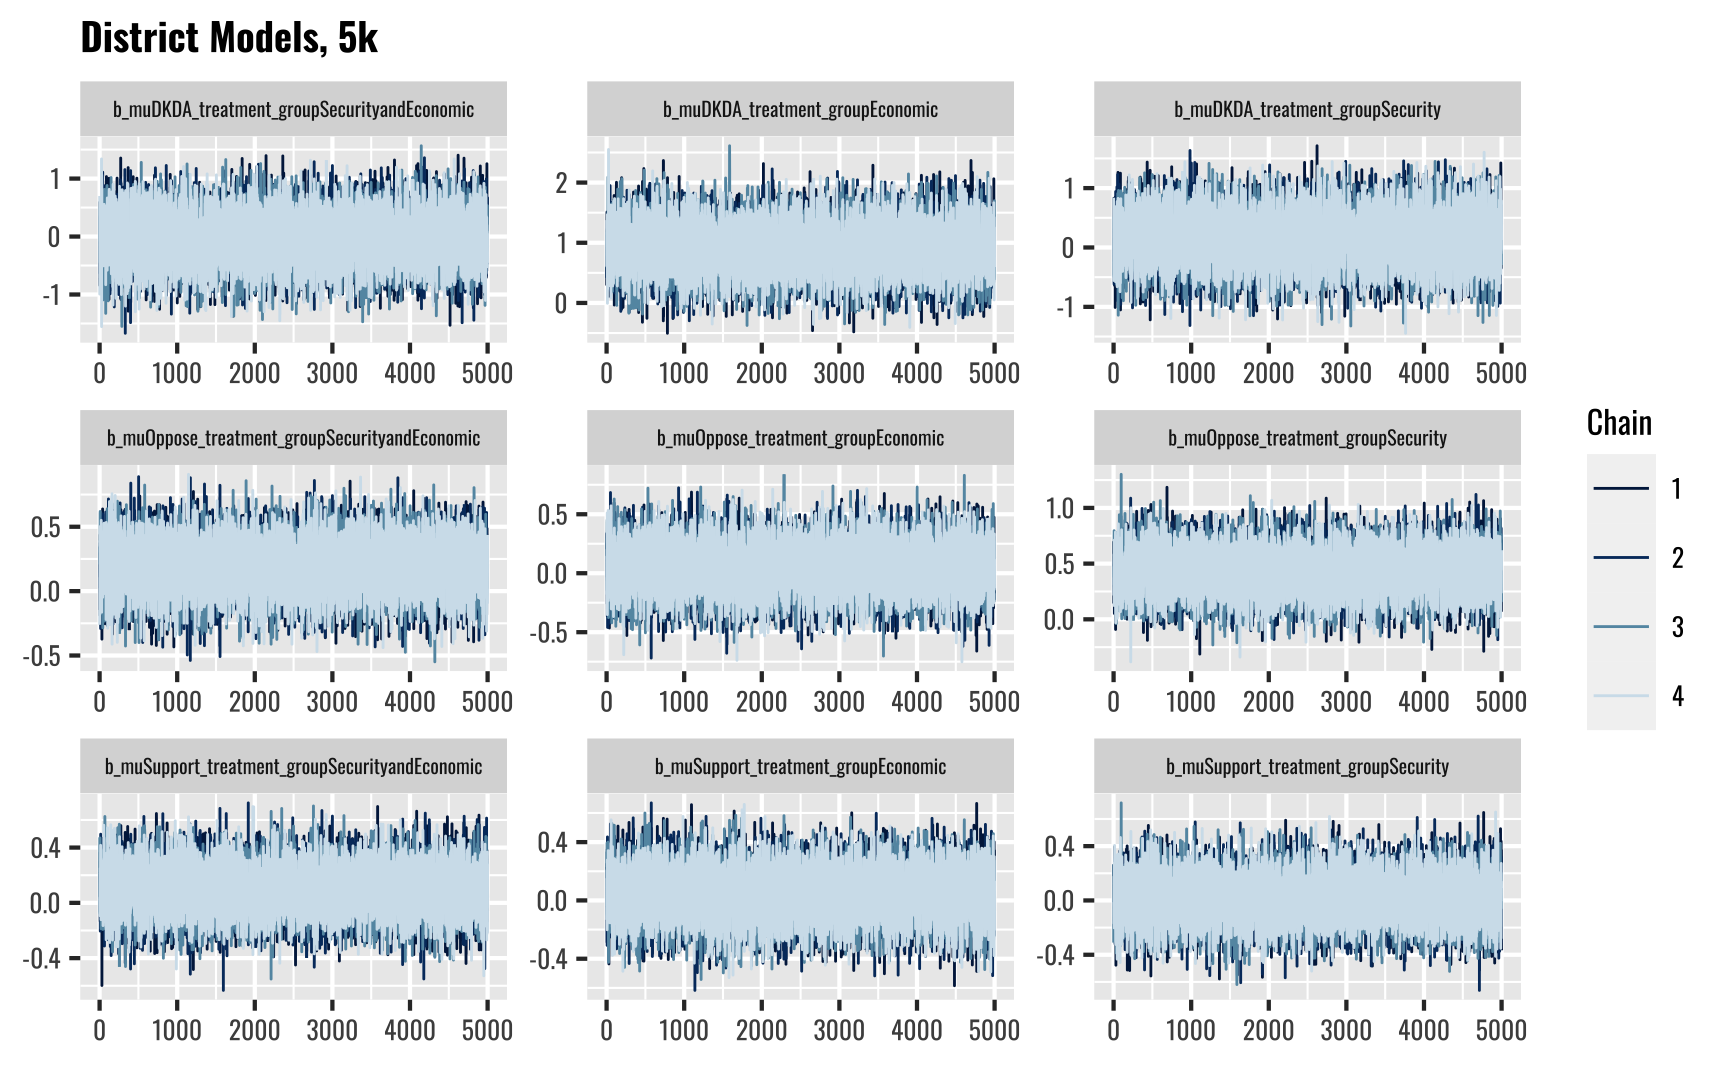 District Models, 5k
b_muDKDA_treatment_groupSecurityandEconomic b_muDKDA_treatment_groupEconomic b_muDKDA_treatment_groupSecurity
1 2 1
0 1 0
-1 0 -1
0 1000 2000 3000 4000 5000 0 1000 2000 3000 4000 5000 0 1000 2000 3000 4000 5000
b_muOppose_treatment_groupSecurityandEconomic b_muOppose_treatment_groupEconomic b_muOppose_treatment_groupSecurity
0.5 0.5 1.0
0.0 0.0 0.5
-0.5 -0.5 0.0
0 1000 2000 3000 4000 5000 0 1000 2000 3000 4000 5000 0 1000 2000 3000 4000 5000
b_muSupport_treatment_groupSecurityandEconomic b_muSupport_treatment_groupEconomic b_muSupport_treatment_groupSecurity
0.4 0.4 0.4
0.0 0.0 0.0
-0.4 -0.4 -0.4
0 1000 2000 3000 4000 5000 0 1000 2000 3000 4000 5000 0 1000 2000 3000 4000 5000
Chain
1
2
3
4